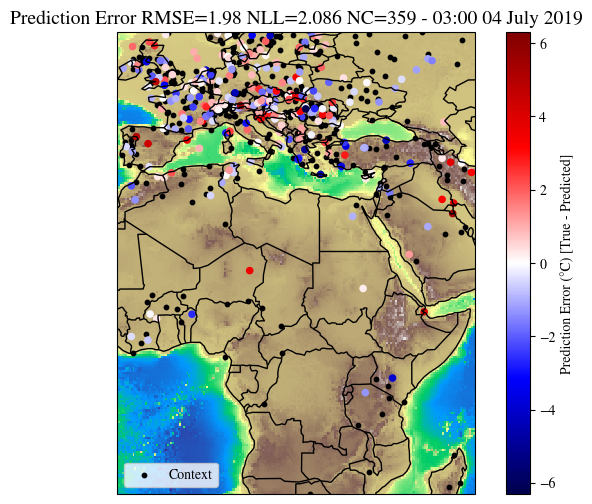 Prediction Error RMSE=1.98 NLL=2.086 NC=359 - 03:00 04 July 2019
6
4
2
0
−2
−4
−6
Prediction Error (°C) [True - Predicted]
Context